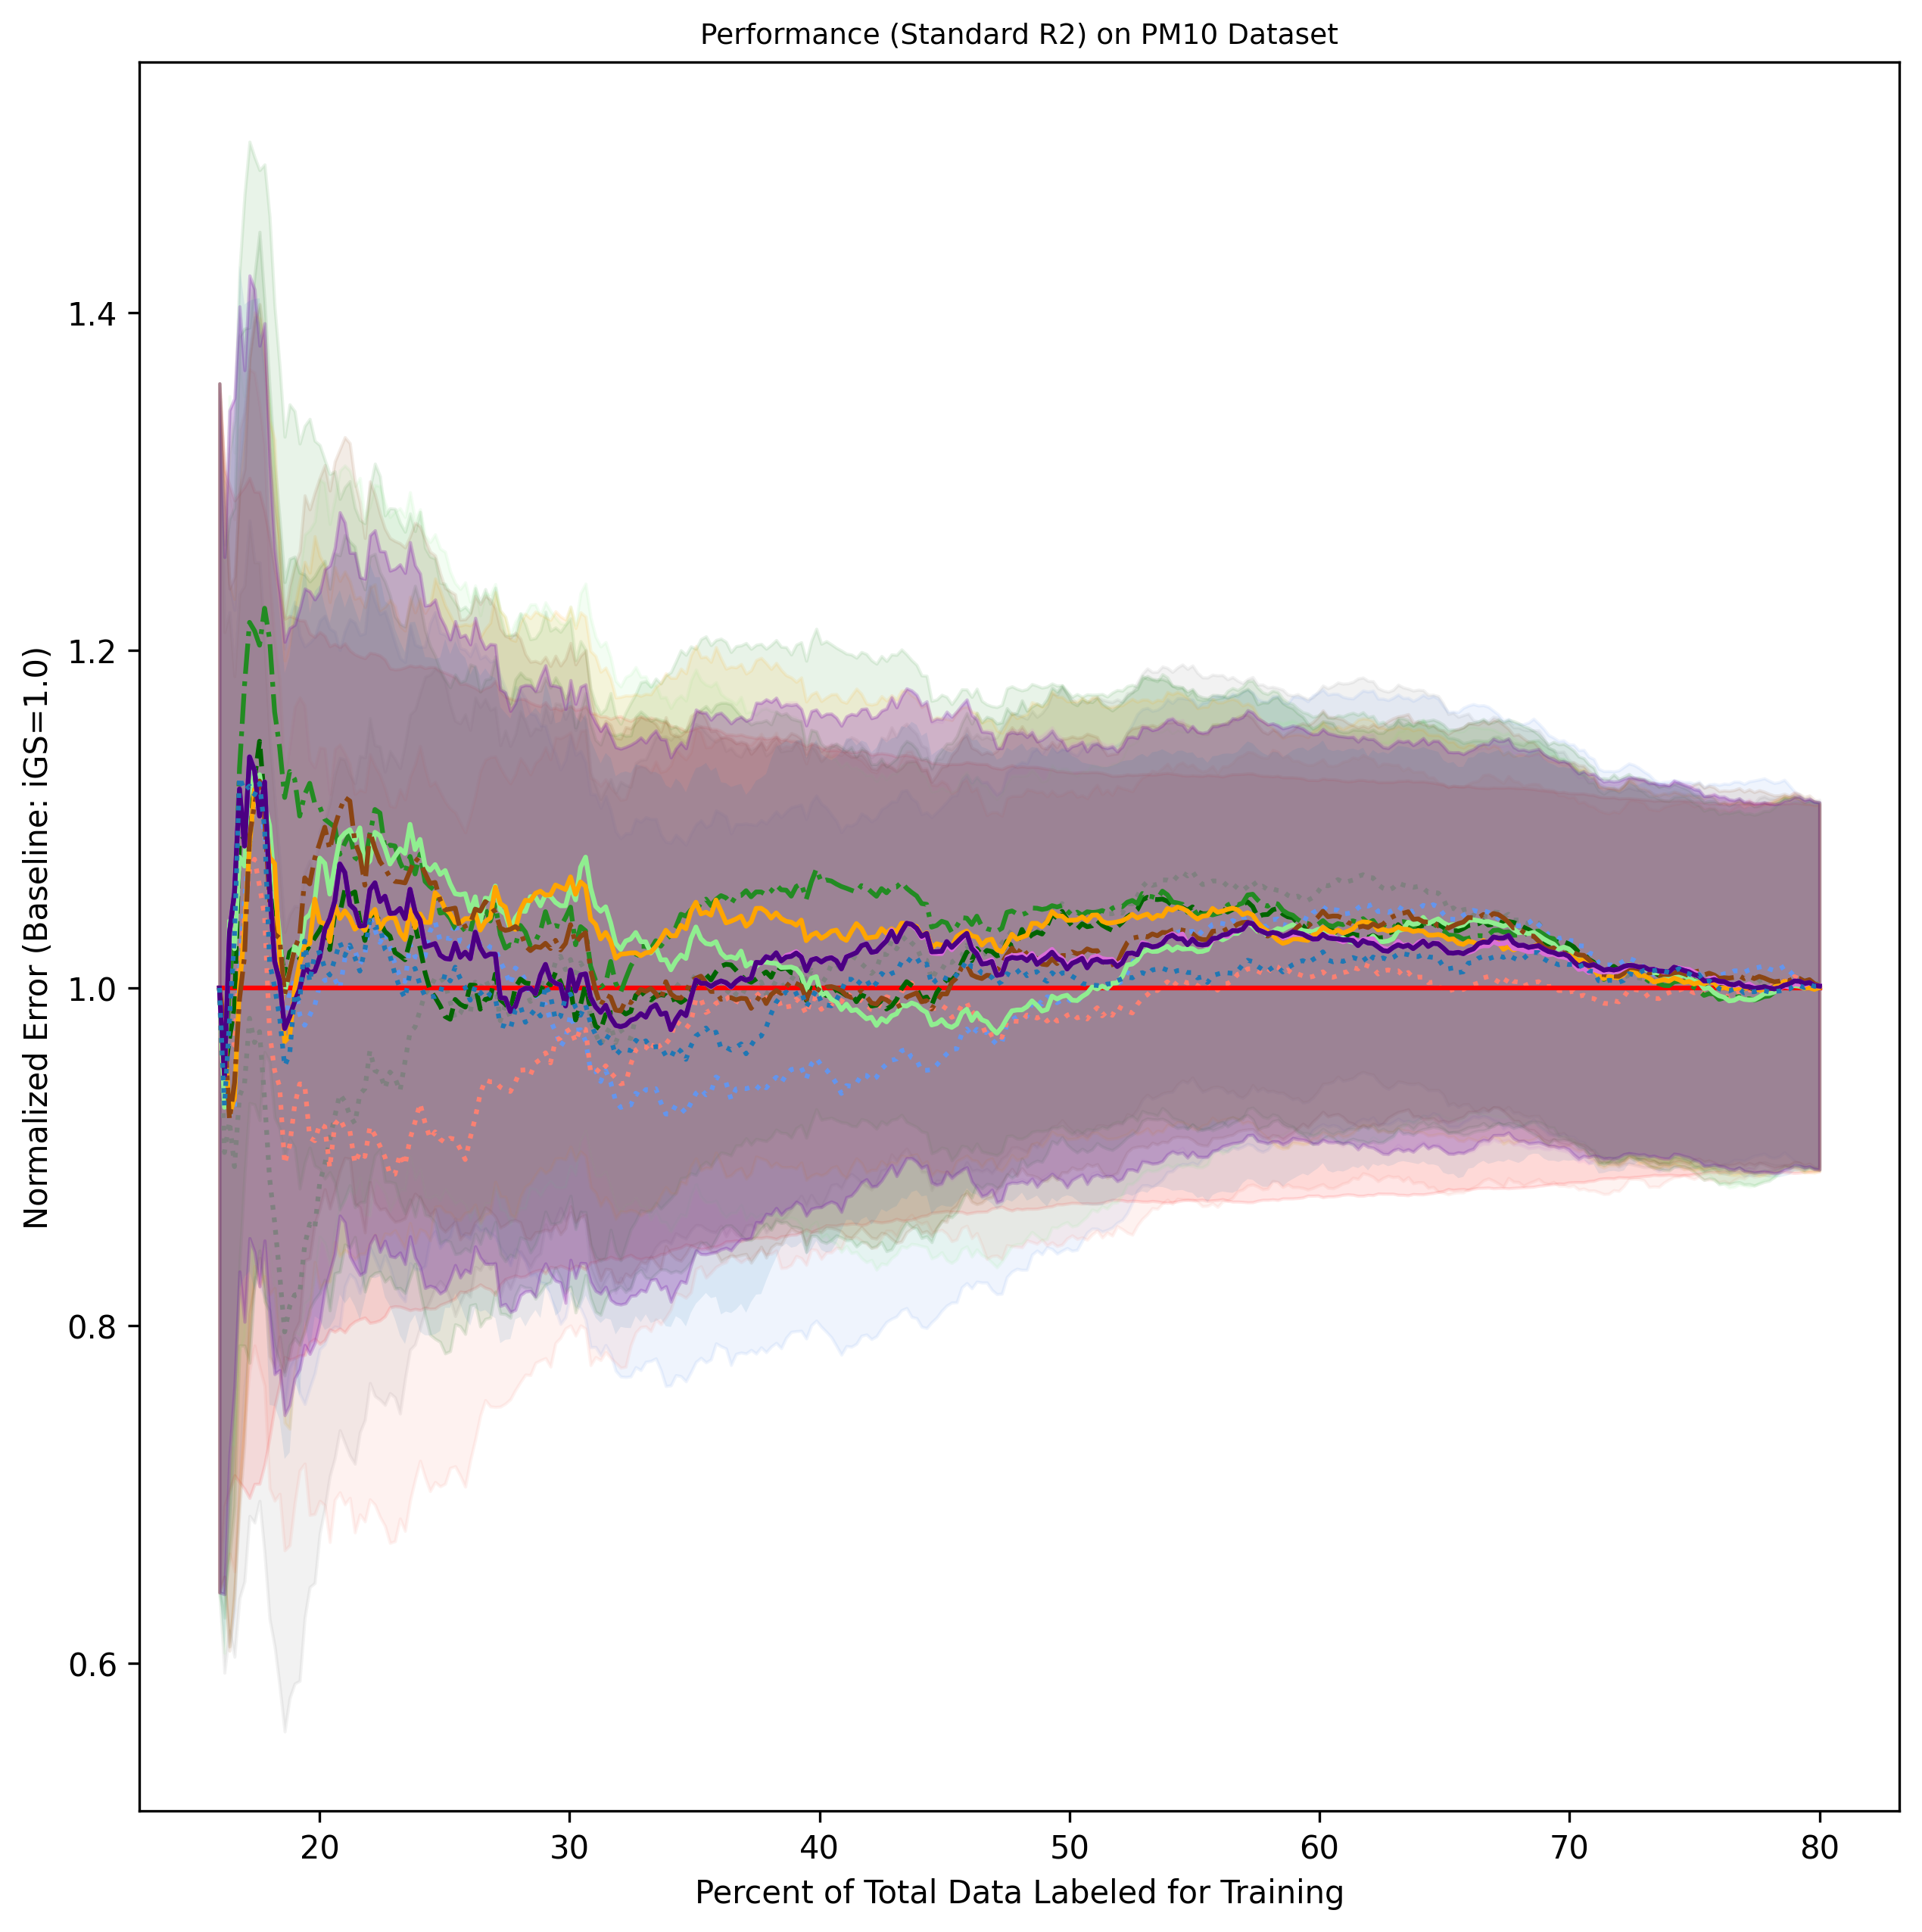 Performance (Standard R2) on PM10 Dataset
Normalized Error (Baseline: iGS=1.0)
1.4
1.2
1.0
0.8
0.6
20 30 40 50 60 70 80
Percent of Total Data Labeled for Training